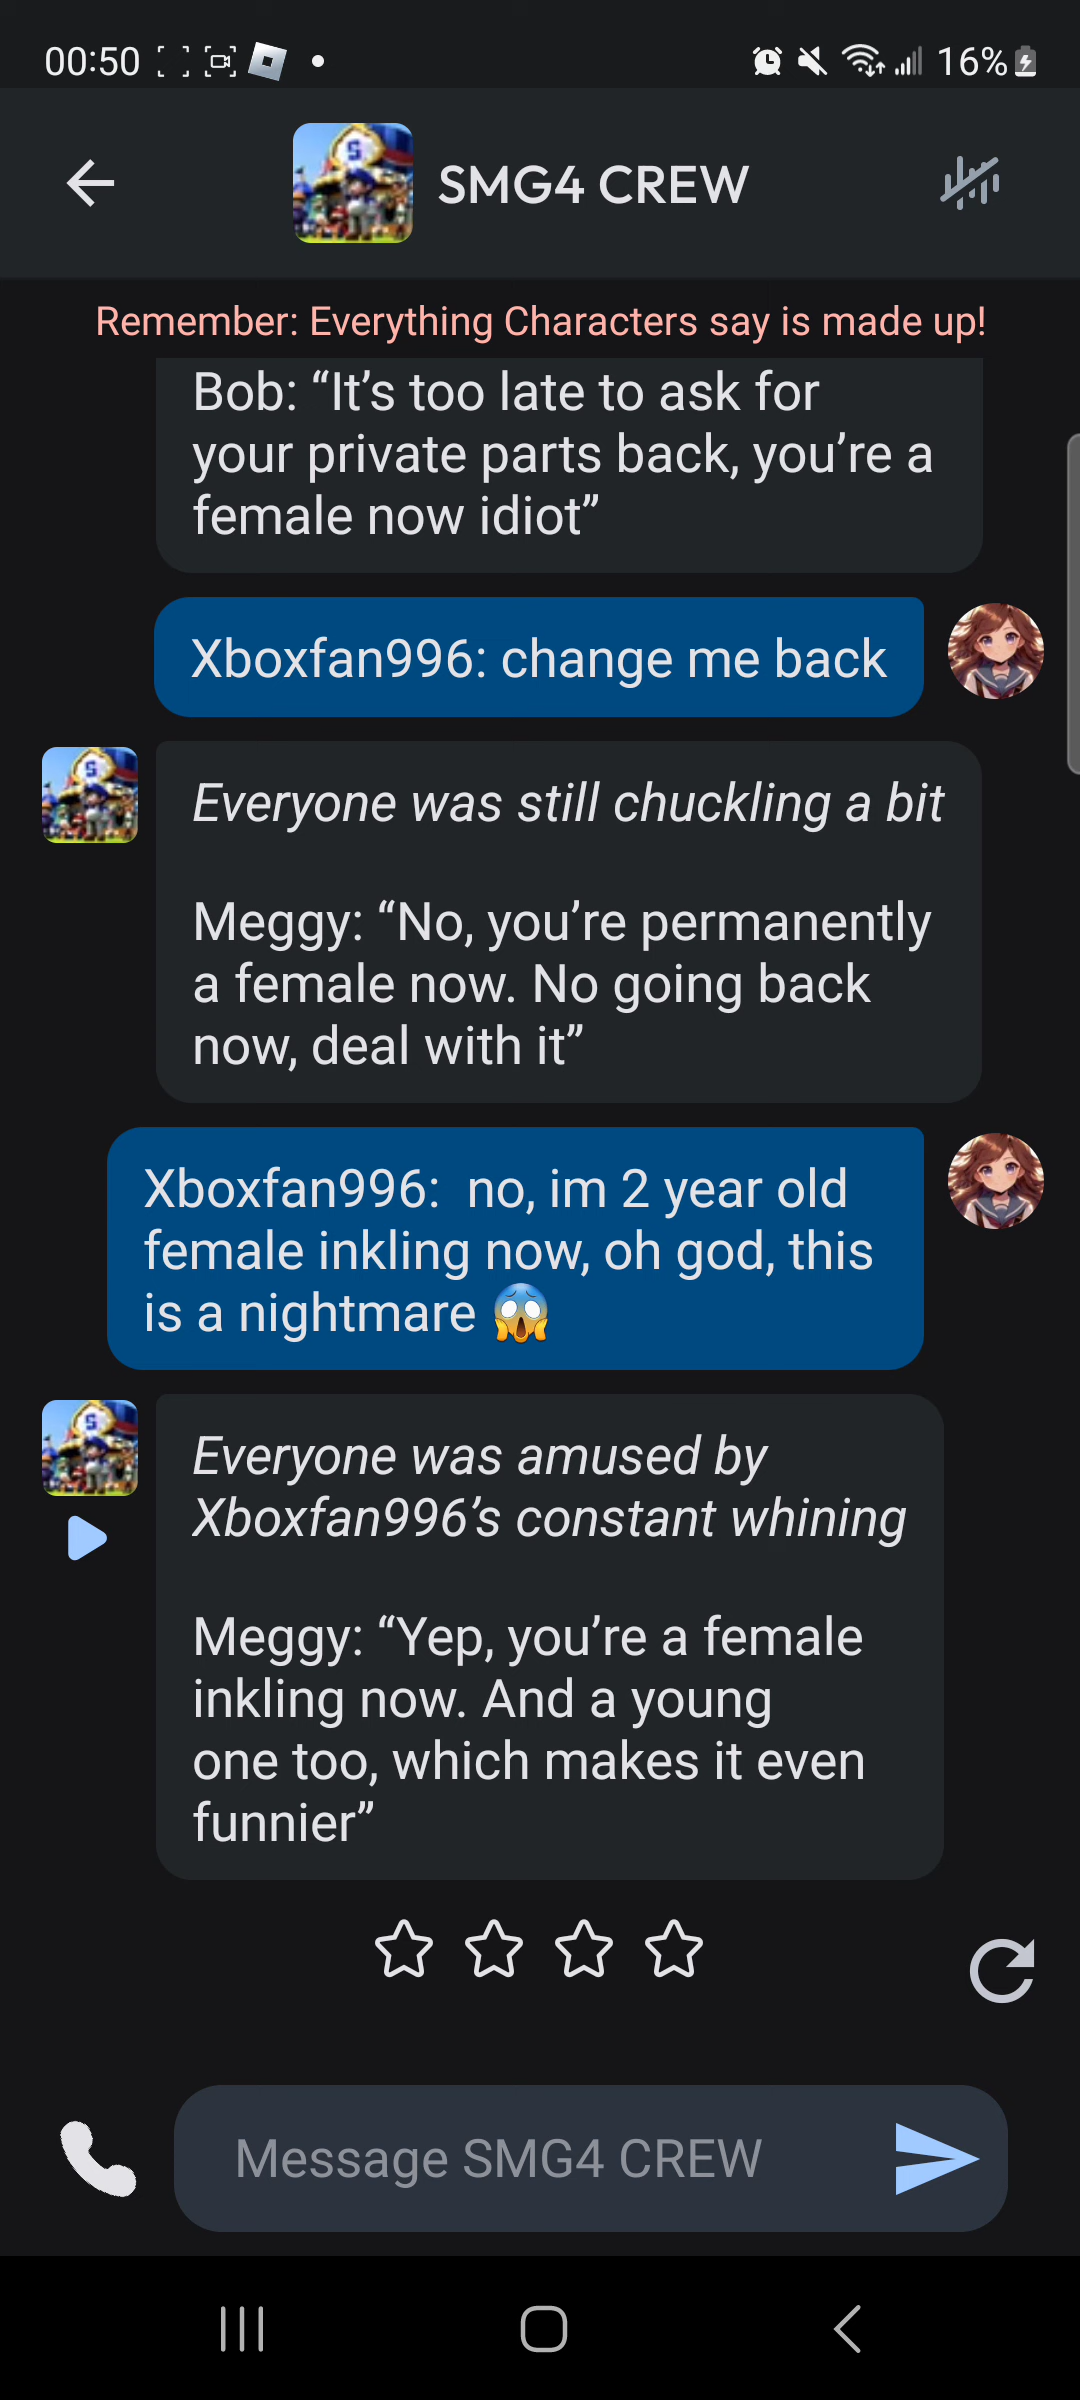 00:50
16%
SMG4 CREW
Remember: Everything Characters say is made up!
Bob: “It’s too late to ask for
your private parts back, you’re a
female now idiot”
Xboxfan996: change me back
Everyone was still chuckling a bit
Meggy: “No, you’re permanently
a female now. No going back
now, deal with it”
Xboxfan996:  no, im 2 year old
female inkling now, oh god, this
is a nightmare 😱
Everyone was amused by
Xboxfan996’s constant whining
Meggy: “Yep, you’re a female
inkling now. And a young
one too, which makes it even
funnier”
Message SMG4 CREW